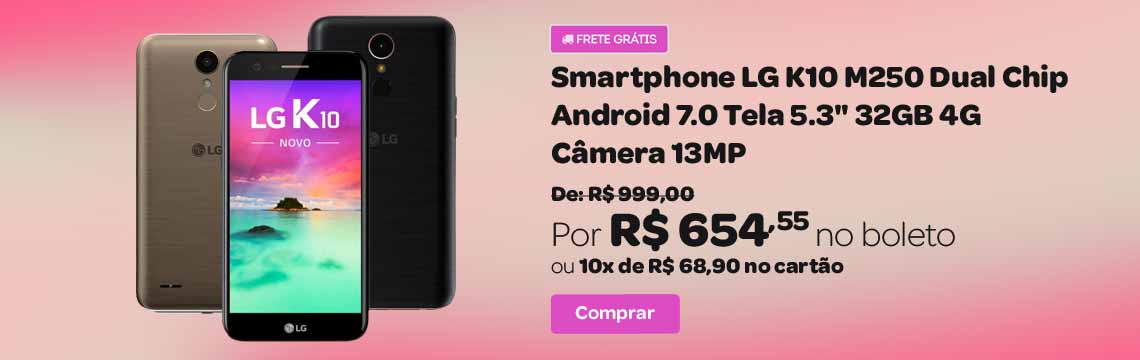 LG
LG
LG K10
NOVO
LG
FRETE GRÁTIS
Smartphone LG K10 M250 Dual Chip
Android 7.0 Tela 5.3" 32GB 4G
Câmera 13MP
De: R$ 999,00
Por R$ 654,55 no boleto
ou 10x de R$ 68,90 no cartão
Comprar